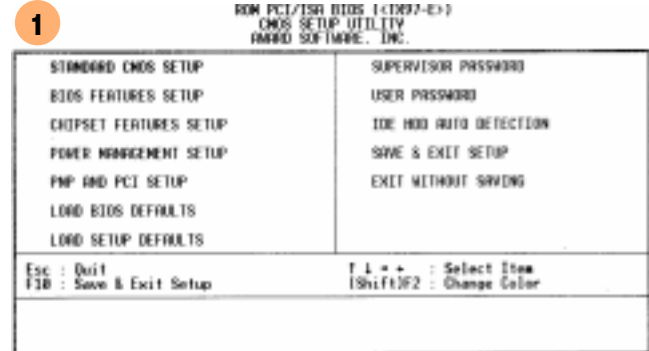 1
ROM PCI/ISA BIOS (<TX97-E>)
CMOS SETUP UTILITY
AWARD SOFTWARE. INC.
STANDARD CMOS SETUP
BIOS FEATURES SETUP
CHIPSET FEATURES SETUP
POWER MANAGEMENT SETUP
PNP AND PCI SETUP
LOAD BIOS DEFAULTS
LOAD SETUP DEFAULTS
SUPERVISOR PASSWORD
USER PASSWORD
IDE HDD AUTO DETECTION
SAVE & EXIT SETUP
EXIT WITHOUT SAVING
Esc : Quit
F10 : Save & Exit Setup
↑ ↓ → ← : Select Item
(Shift)F2 : Change Color